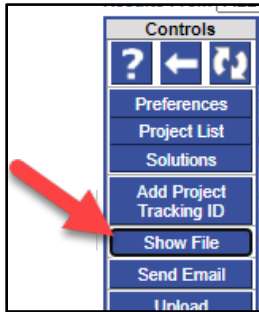 Controls
?
Preferences
Project List
Solutions
Add Project
Tracking ID
Show File
Send Email
Upload